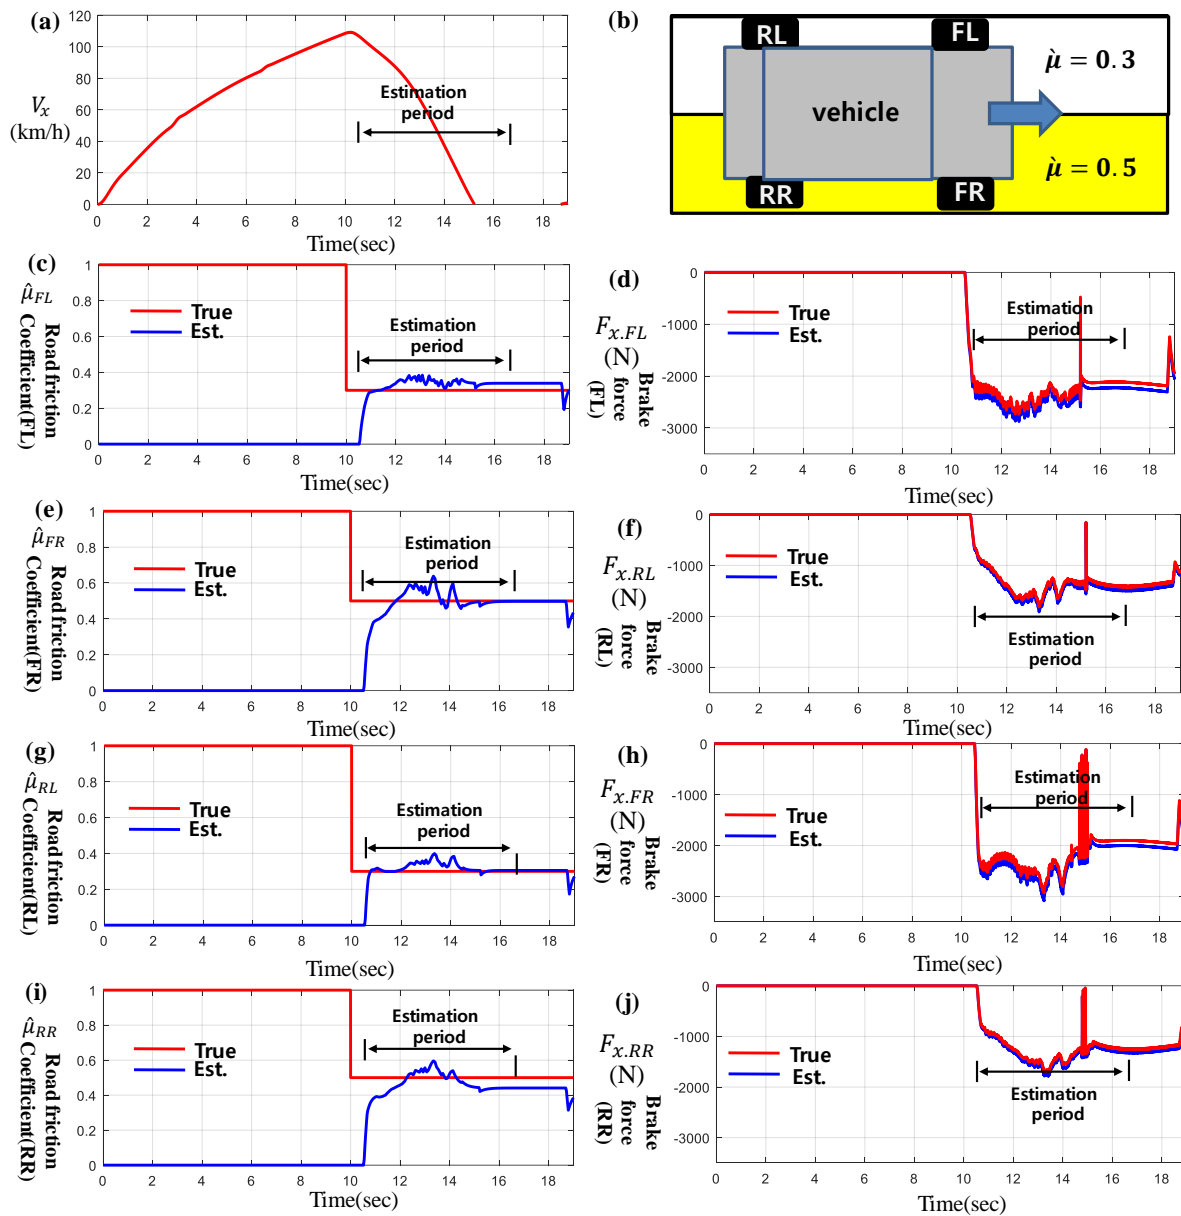 (a)
120
100
80
60
40
20
0
V_x
(km/h)
Estimation
period
0 2 4 6 8 10 12 14 16 18
Time(sec)
(b)
RL
FL
vehicle
RR
FR
μ̀ = 0.3
μ̀ = 0.5
(c)
μ̂_FL
Road friction
Coefficient(FL)
1
0.8
0.6
0.4
0.2
0
True
Est.
Estimation
period
0 2 4 6 8 10 12 14 16 18
Time(sec)
(d)
F_x.FL
(N)
Brake
force
(FL)
0
-1000
-2000
-3000
True
Est.
Estimation
period
0 2 4 6 8 10 12 14 16 18
Time(sec)
(e)
μ̂_FR
Road friction
Coefficient(FR)
1
0.8
0.6
0.4
0.2
0
True
Est.
Estimation
period
0 2 4 6 8 10 12 14 16 18
Time(sec)
(f)
F_x.RL
(N)
Brake
force
(RL)
0
-1000
-2000
-3000
True
Est.
Estimation
period
0 2 4 6 8 10 12 14 16 18
Time(sec)
(g)
μ̂_RL
Road friction
Coefficient(RL)
1
0.8
0.6
0.4
0.2
0
True
Est.
Estimation
period
0 2 4 6 8 10 12 14 16 18
Time(sec)
(h)
F_x.FR
(N)
Brake
force
(FR)
0
-1000
-2000
-3000
True
Est.
Estimation
period
0 2 4 6 8 10 12 14 16 18
Time(sec)
(i)
μ̂_RR
Road friction
Coefficient(RR)
1
0.8
0.6
0.4
0.2
0
True
Est.
Estimation
period
0 2 4 6 8 10 12 14 16 18
Time(sec)
(j)
F_x.RR
(N)
Brake
force
(RR)
0
-1000
-2000
-3000
True
Est.
Estimation
period
0 2 4 6 8 10 12 14 16 18
Time(sec)